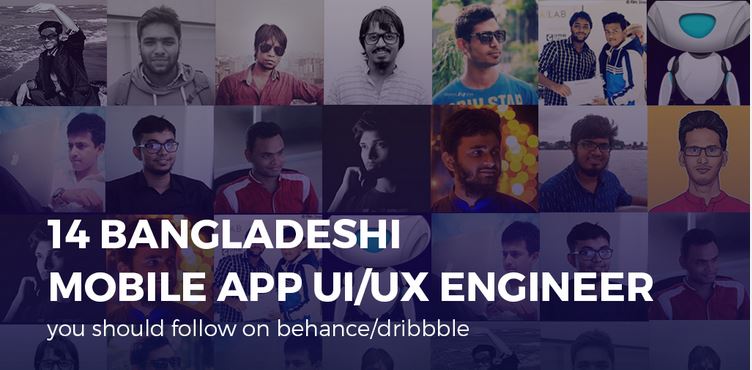 14 BANGLADESHI
MOBILE APP UI/UX ENGINEER
you should follow on behance/dribbble